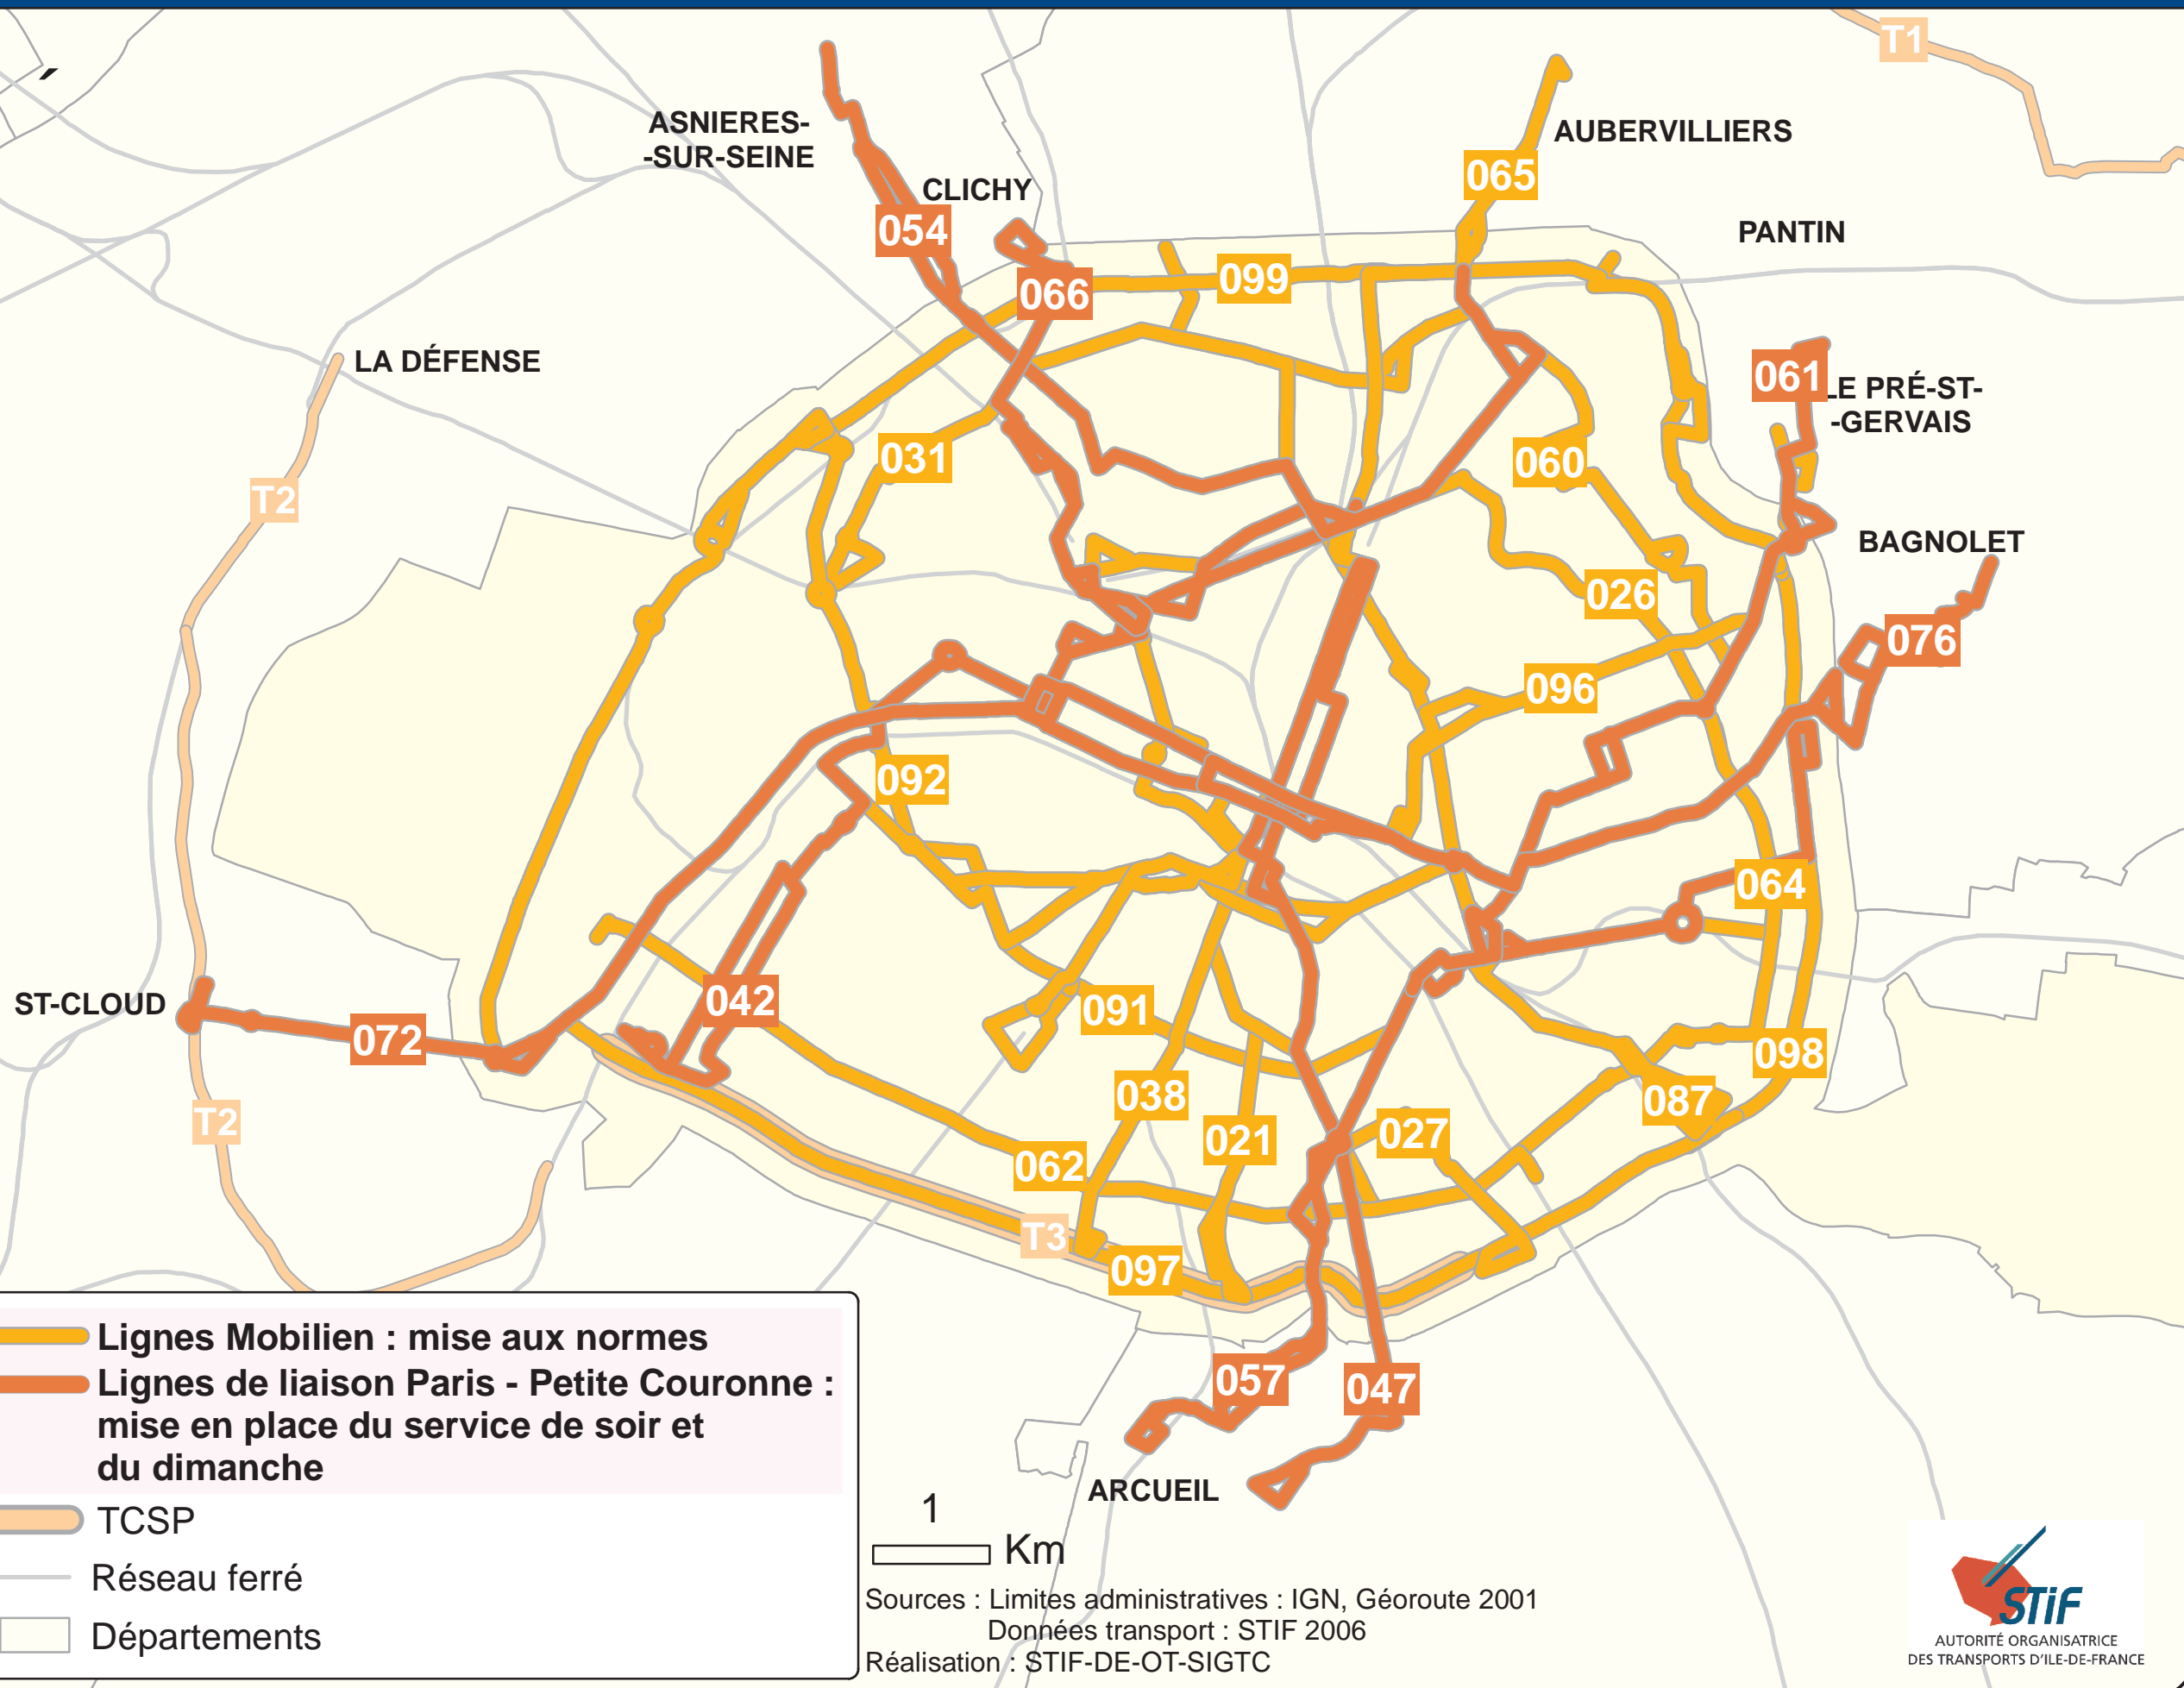 T1
ASNIERES-
-SUR-SEINE
AUBERVILLIERS
065
CLICHY
054
PANTIN
099
066
LA DÉFENSE
061
LE PRÉ-ST-
-GERVAIS
031
060
T2
BAGNOLET
026
076
096
092
064
042
ST-CLOUD
091
072
098
038
087
T2
021
027
062
T3
097
057
047
ARCUEIL
Lignes Mobilien : mise aux normes
Lignes de liaison Paris - Petite Couronne :
mise en place du service de soir et
du dimanche
TCSP
Réseau ferré
Départements
1
Km
Sources : Limites administratives : IGN, Géoroute 2001
Données transport : STIF 2006
Réalisation : STIF-DE-OT-SIGTC
STiF
AUTORITÉ ORGANISATRICE
DES TRANSPORTS D'ILE-DE-FRANCE